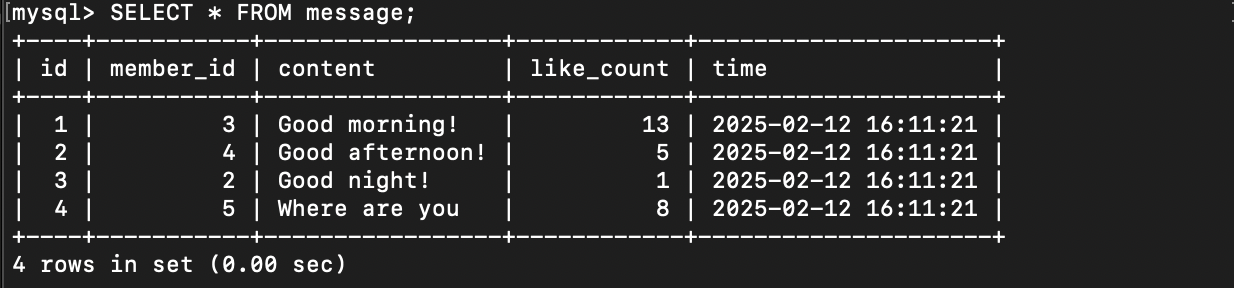 [mysql> SELECT * FROM message;
+----+-----------+-----------------+------------+---------------------+
| id | member_id | content         | like_count | time                |
+----+-----------+-----------------+------------+---------------------+
|  1 |         3 | Good morning!   |         13 | 2025-02-12 16:11:21 |
|  2 |         4 | Good afternoon! |          5 | 2025-02-12 16:11:21 |
|  3 |         2 | Good night!     |          1 | 2025-02-12 16:11:21 |
|  4 |         5 | Where are you   |          8 | 2025-02-12 16:11:21 |
+----+-----------+-----------------+------------+---------------------+
4 rows in set (0.00 sec)